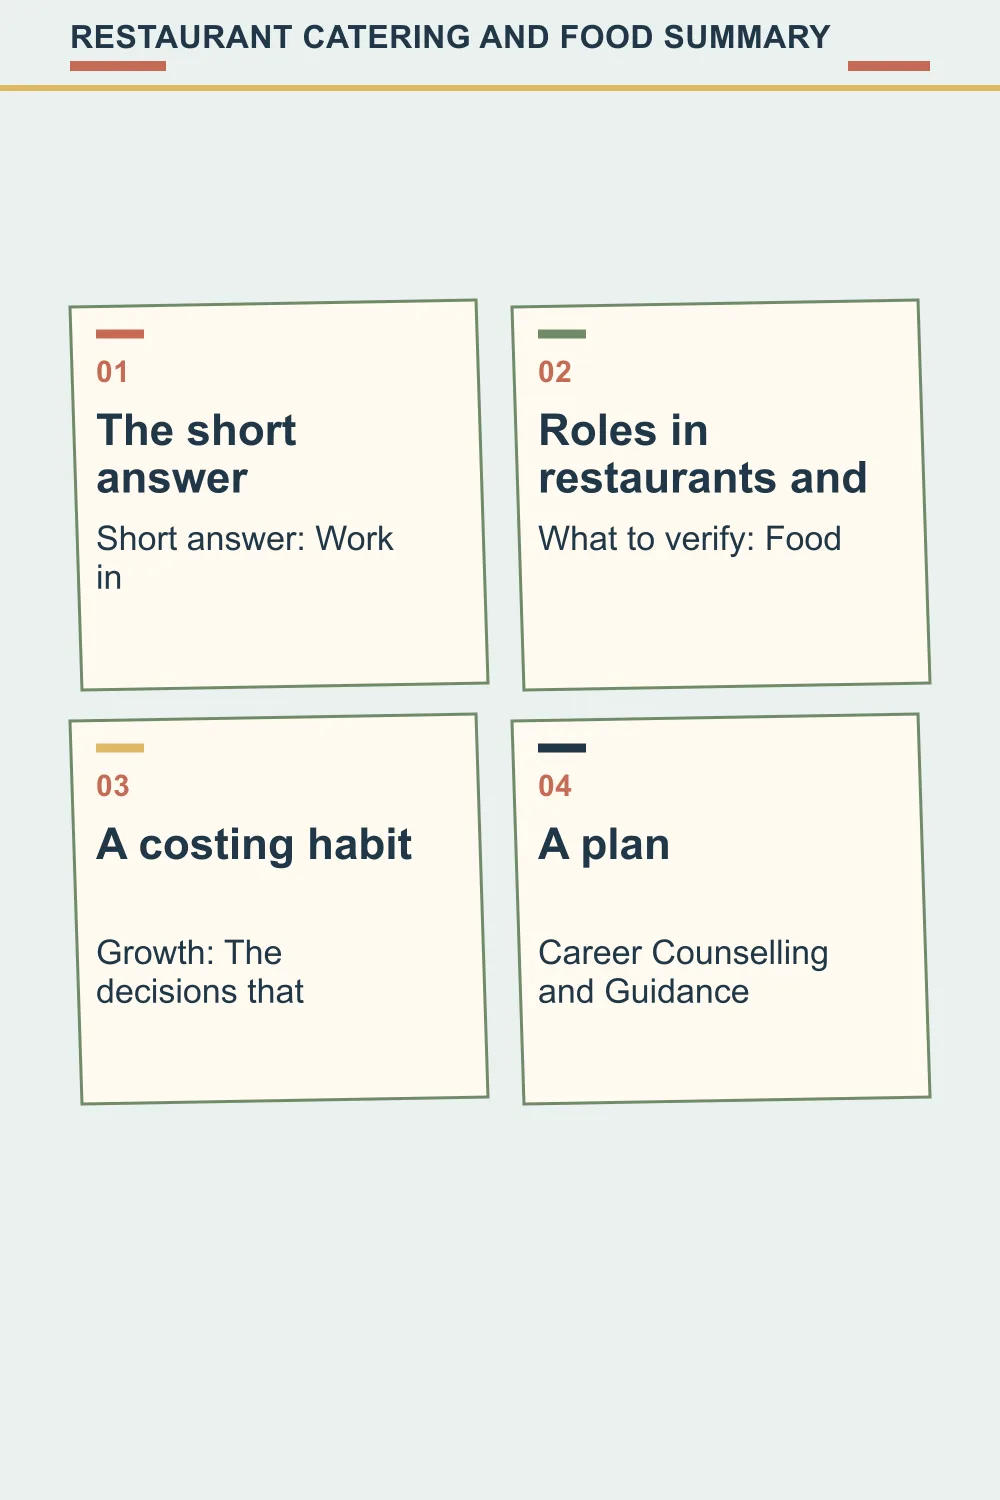 RESTAURANT CATERING AND FOOD SUMMARY
01
The short
answer
Short answer: Work
in
02
Roles in
restaurants and
What to verify: Food
03
A costing habit
Growth: The
decisions that
04
A plan
Career Counselling
and Guidance